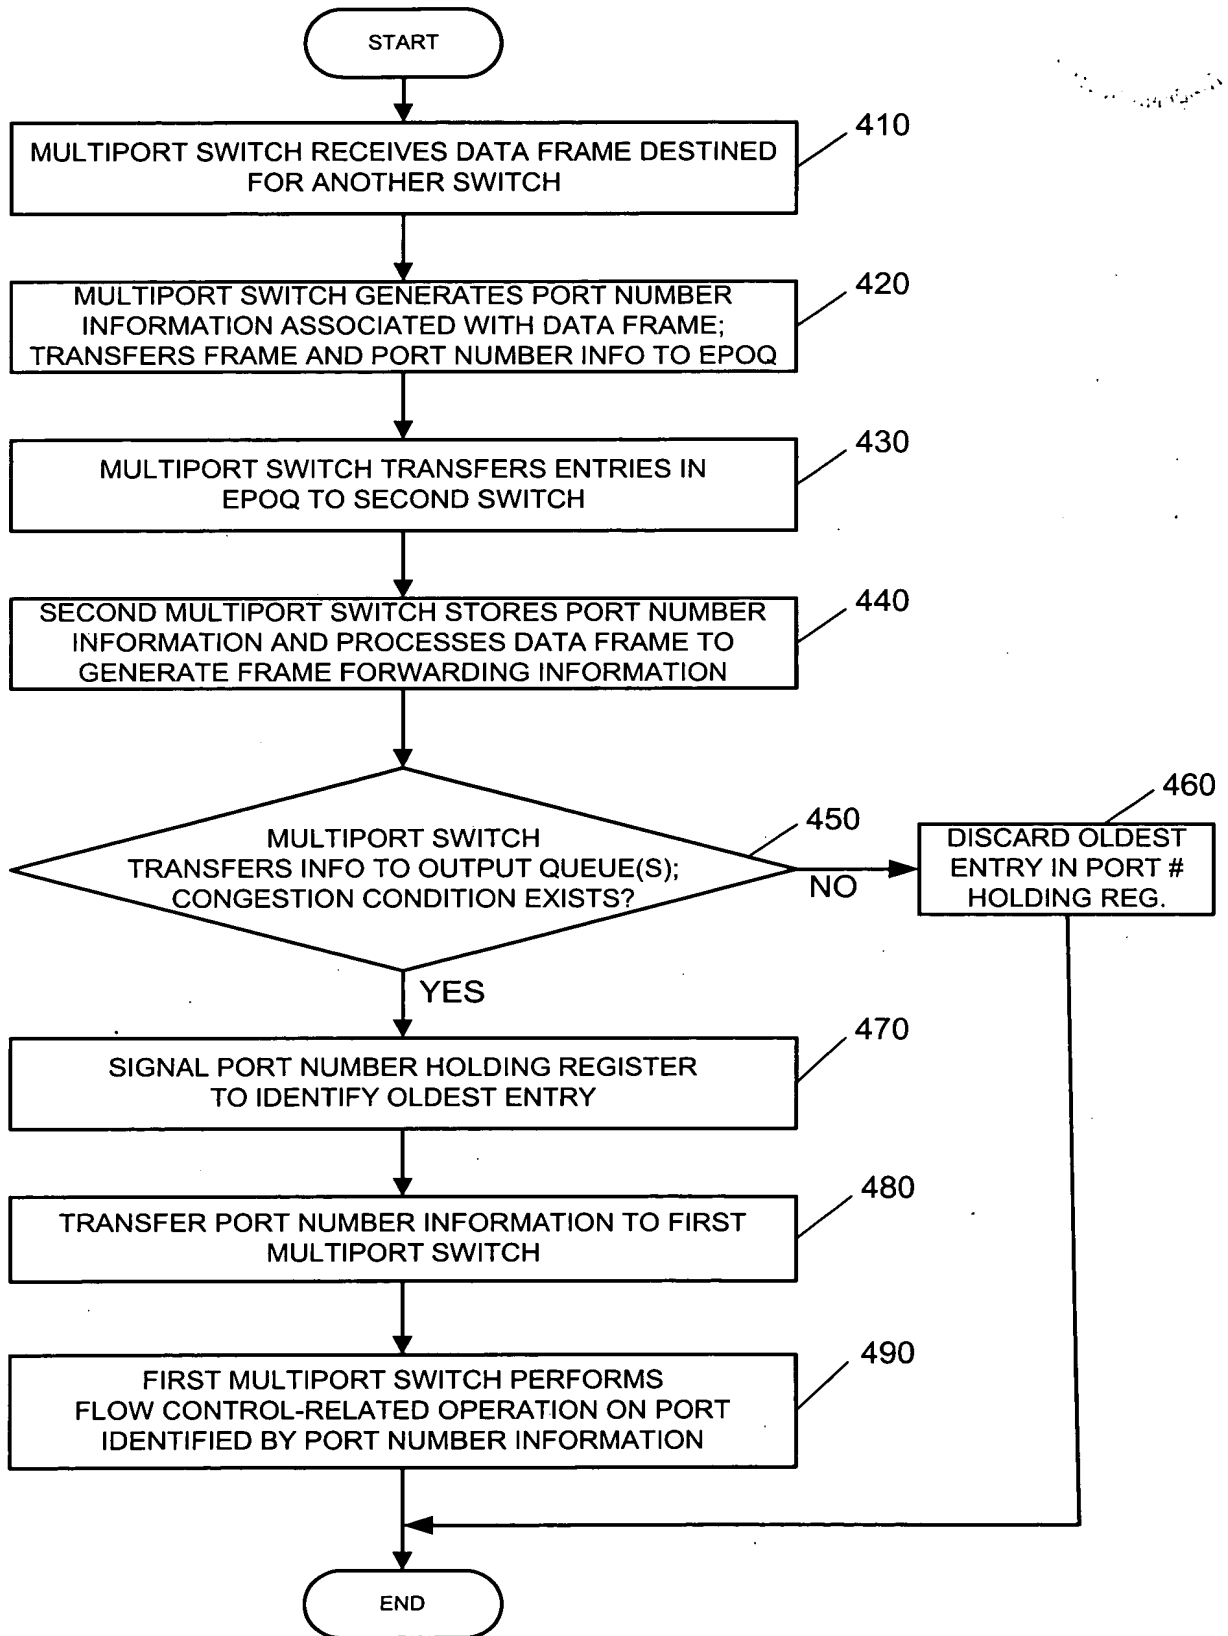 START
410
MULTIPORT SWITCH RECEIVES DATA FRAME DESTINED
FOR ANOTHER SWITCH
420
MULTIPORT SWITCH GENERATES PORT NUMBER
INFORMATION ASSOCIATED WITH DATA FRAME;
TRANSFERS FRAME AND PORT NUMBER INFO TO EPOQ
430
MULTIPORT SWITCH TRANSFERS ENTRIES IN
EPOQ TO SECOND SWITCH
440
SECOND MULTIPORT SWITCH STORES PORT NUMBER
INFORMATION AND PROCESSES DATA FRAME TO
GENERATE FRAME FORWARDING INFORMATION
450
MULTIPORT SWITCH
TRANSFERS INFO TO OUTPUT QUEUE(S);
CONGESTION CONDITION EXISTS?
NO
460
DISCARD OLDEST
ENTRY IN PORT #
HOLDING REG.
YES
470
SIGNAL PORT NUMBER HOLDING REGISTER
TO IDENTIFY OLDEST ENTRY
480
TRANSFER PORT NUMBER INFORMATION TO FIRST
MULTIPORT SWITCH
490
FIRST MULTIPORT SWITCH PERFORMS
FLOW CONTROL-RELATED OPERATION ON PORT
IDENTIFIED BY PORT NUMBER INFORMATION
END